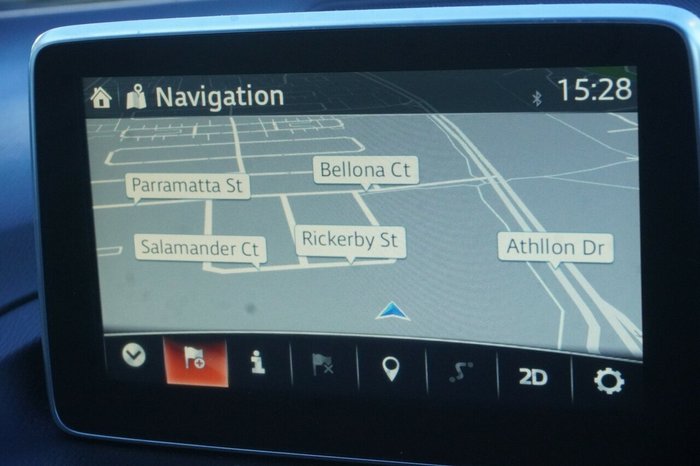 Navigation
15:28
Bellona Ct
Parramatta St
Rickerby St
Salamander Ct
Athllon Dr
2D